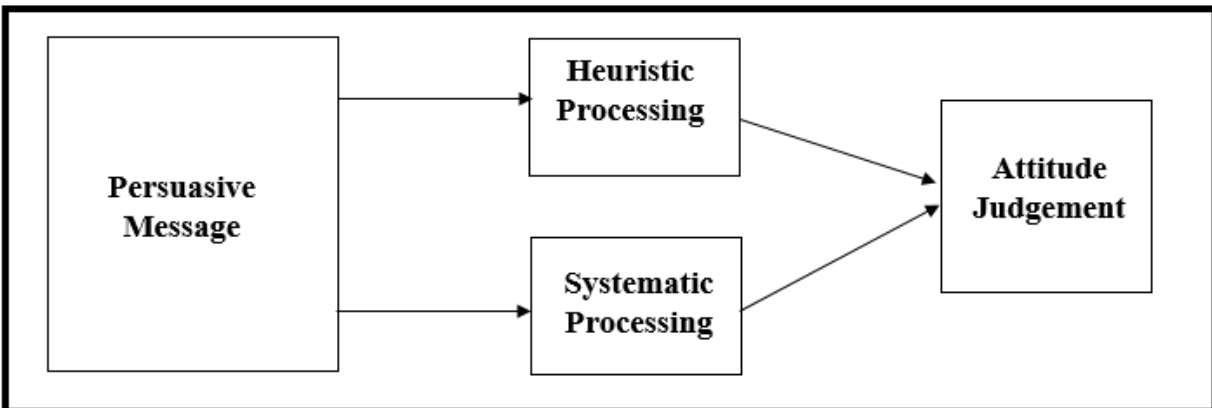 Persuasive
Message
Heuristic
Processing
Systematic
Processing
Attitude
Judgement